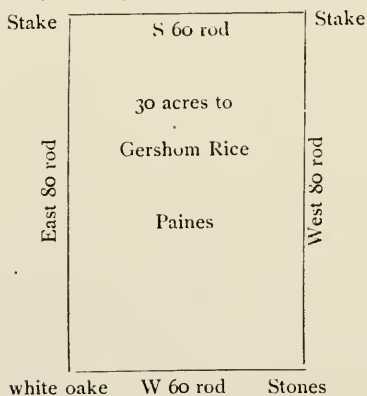 Stake Stake
S 60 rod
30 acres to
Gershom Rice
East 80 rod
West 80 rod
Paines
white oake W 60 rod Stones